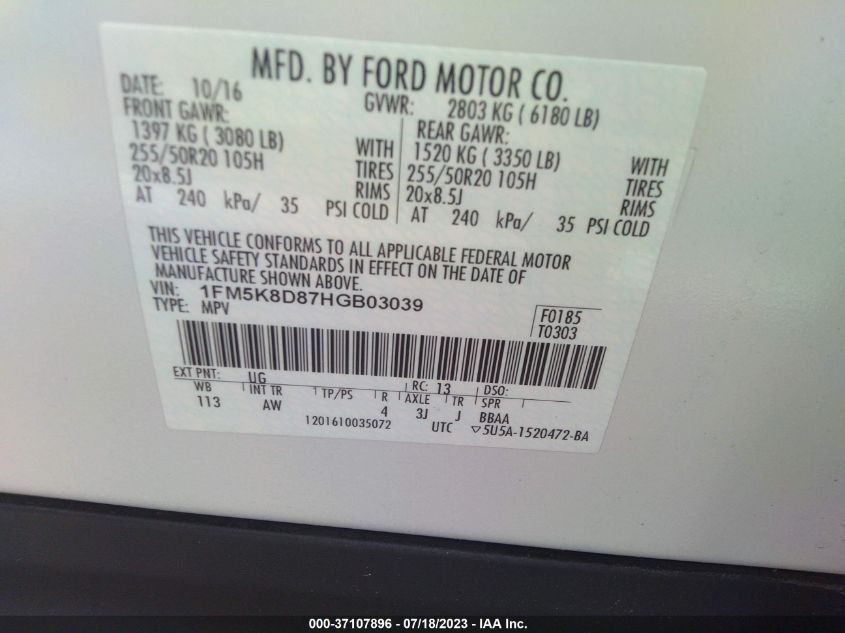 MFD. BY FORD MOTOR CO.
DATE: 10/16 GVWR: 2803 KG ( 6180 LB)
FRONT GAWR: REAR GAWR:
1397 KG ( 3080 LB) WITH 1520 KG ( 3350 LB) WITH
255/50R20 105H TIRES 255/50R20 105H TIRES
20x8.5J RIMS 20x8.5J RIMS
AT 240 kPa/ 35 PSI COLD AT 240 kPa/ 35 PSI COLD
THIS VEHICLE CONFORMS TO ALL APPLICABLE FEDERAL MOTOR
VEHICLE SAFETY STANDARDS IN EFFECT ON THE DATE OF
MANUFACTURE SHOWN ABOVE.
VIN: 1FM5K8D87HGB03039
TYPE: MPV
F0185
T0303
EXT PNT: UG RC: 13 DSO:
WB INT TR TP/PS R AXLE TR SPR
113 AW 4 3J J BBAA
1201610035072 UTC ▽5U5A-1520472-BA
000-37107896 - 07/18/2023 - IAA Inc.